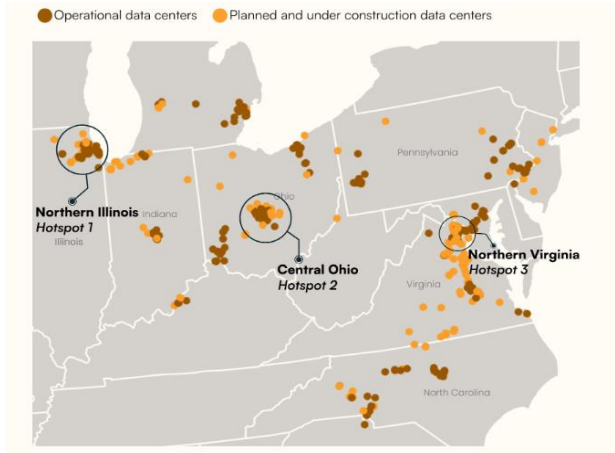 Operational data centers
Planned and under construction data centers
Pennsylvania
Ohio
Northern Illinois
Hotspot 1
Indiana
Illinois
Central Ohio
Hotspot 2
Northern Virginia
Hotspot 3
Virginia
North Carolina